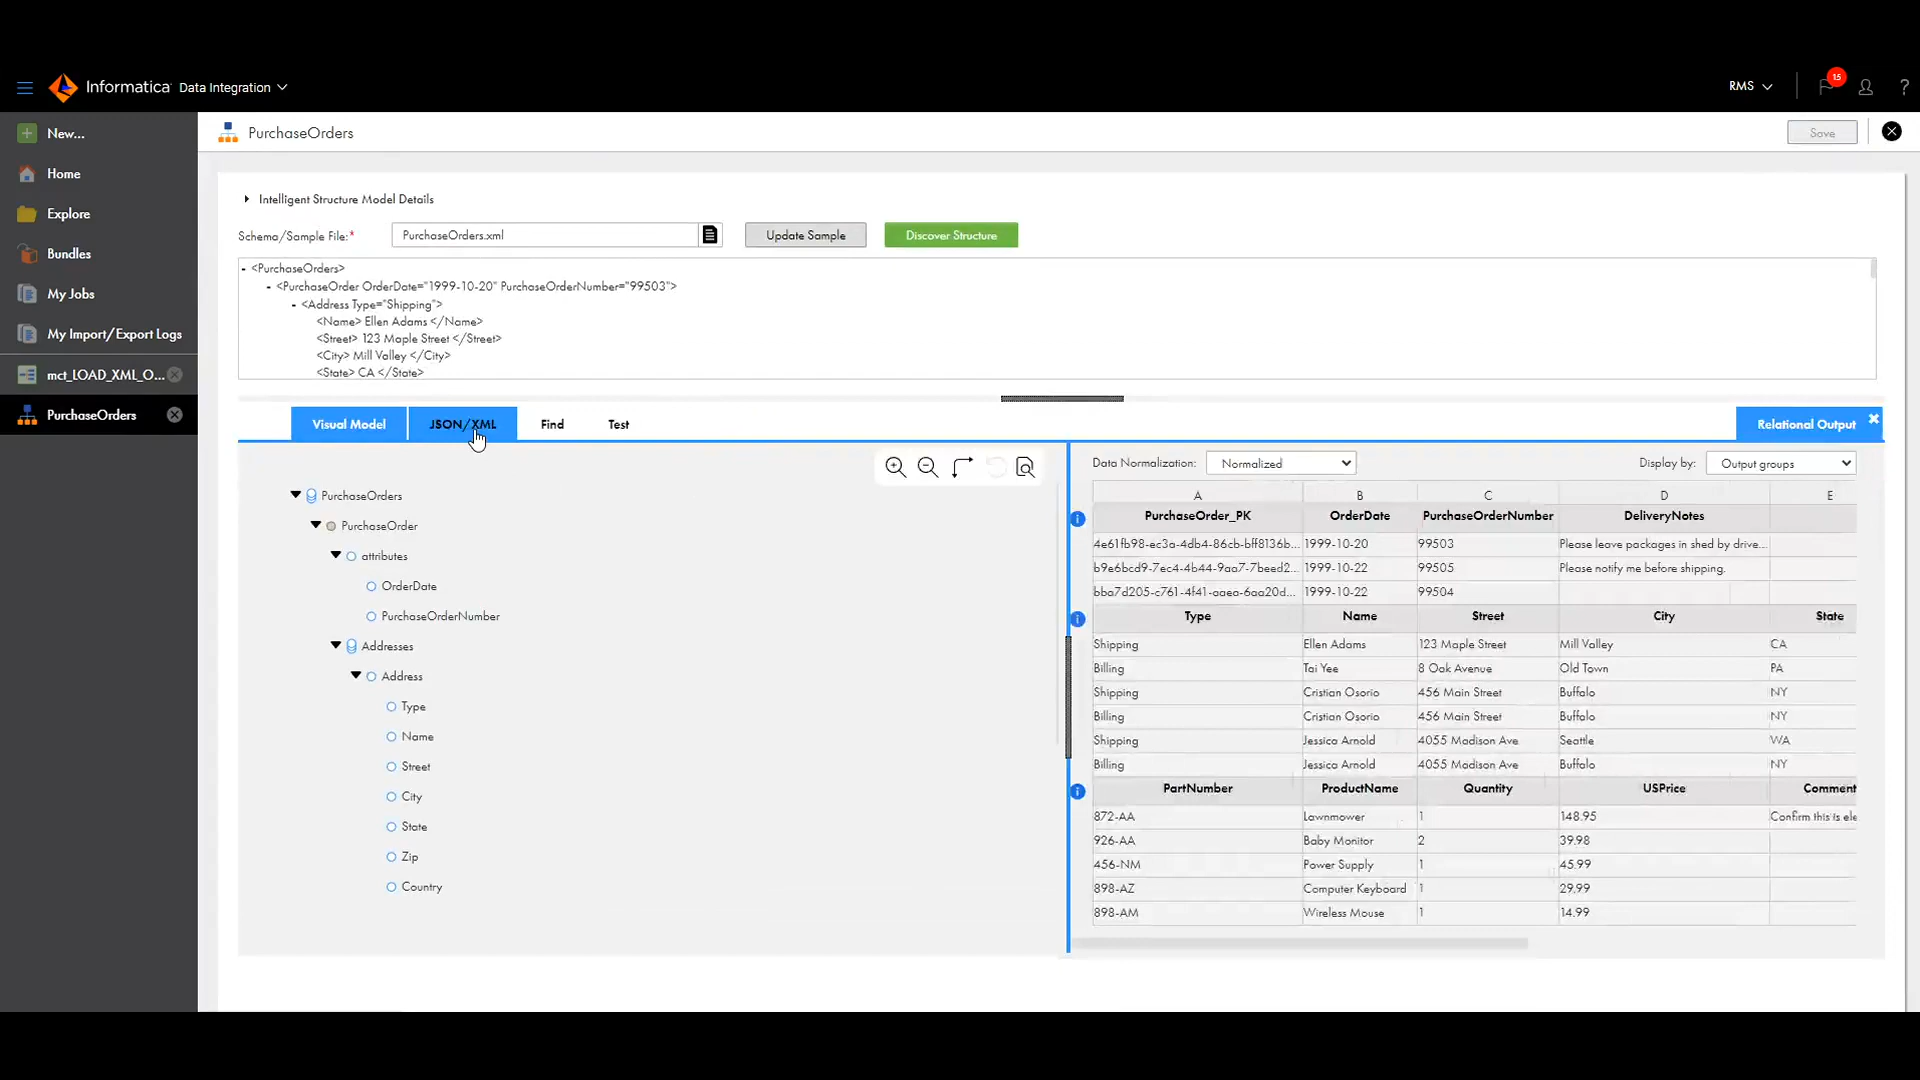 Informatica Data Integration
RMS
15
?
New...
Home
Explore
Bundles
My Jobs
My Import/Export Logs
mct_LOAD_XML_O...
PurchaseOrders
PurchaseOrders
Save
Intelligent Structure Model Details
Schema/Sample File:* PurchaseOrders.xml Update Sample Discover Structure
- <PurchaseOrders>
- <PurchaseOrder OrderDate="1999-10-20" PurchaseOrderNumber="99503">
- <Address Type="Shipping">
<Name> Ellen Adams </Name>
<Street> 123 Maple Street </Street>
<City> Mill Valley </City>
<State> CA </State>
Visual Model JSON/XML Find Test Relational Output
PurchaseOrders
PurchaseOrder
attributes
OrderDate
PurchaseOrderNumber
Addresses
Address
Type
Name
Street
City
State
Zip
Country
Data Normalization: Normalized Display by: Output groups
A B C D E
PurchaseOrder_PK OrderDate PurchaseOrderNumber DeliveryNotes
4e61fb98-ec3a-4db4-86cb-bff8136b... 1999-10-20 99503 Please leave packages in shed by drive...
b9e6bcd9-7ec4-4b44-9aa7-7beed2... 1999-10-22 99505 Please notify me before shipping.
bba7d205-c761-4f41-aaea-6aa20d... 1999-10-22 99504
Type Name Street City State
Shipping Ellen Adams 123 Maple Street Mill Valley CA
Billing Tai Yee 8 Oak Avenue Old Town PA
Shipping Cristian Osorio 456 Main Street Buffalo NY
Billing Cristian Osorio 456 Main Street Buffalo NY
Shipping Jessica Arnold 4055 Madison Ave Seattle WA
Billing Jessica Arnold 4055 Madison Ave Buffalo NY
PartNumber ProductName Quantity USPrice Comment
872-AA Lawnmower 1 148.95 Confirm this is ele
926-AA Baby Monitor 2 39.98
456-NM Power Supply 1 45.99
898-AZ Computer Keyboard 1 29.99
898-AM Wireless Mouse 1 14.99